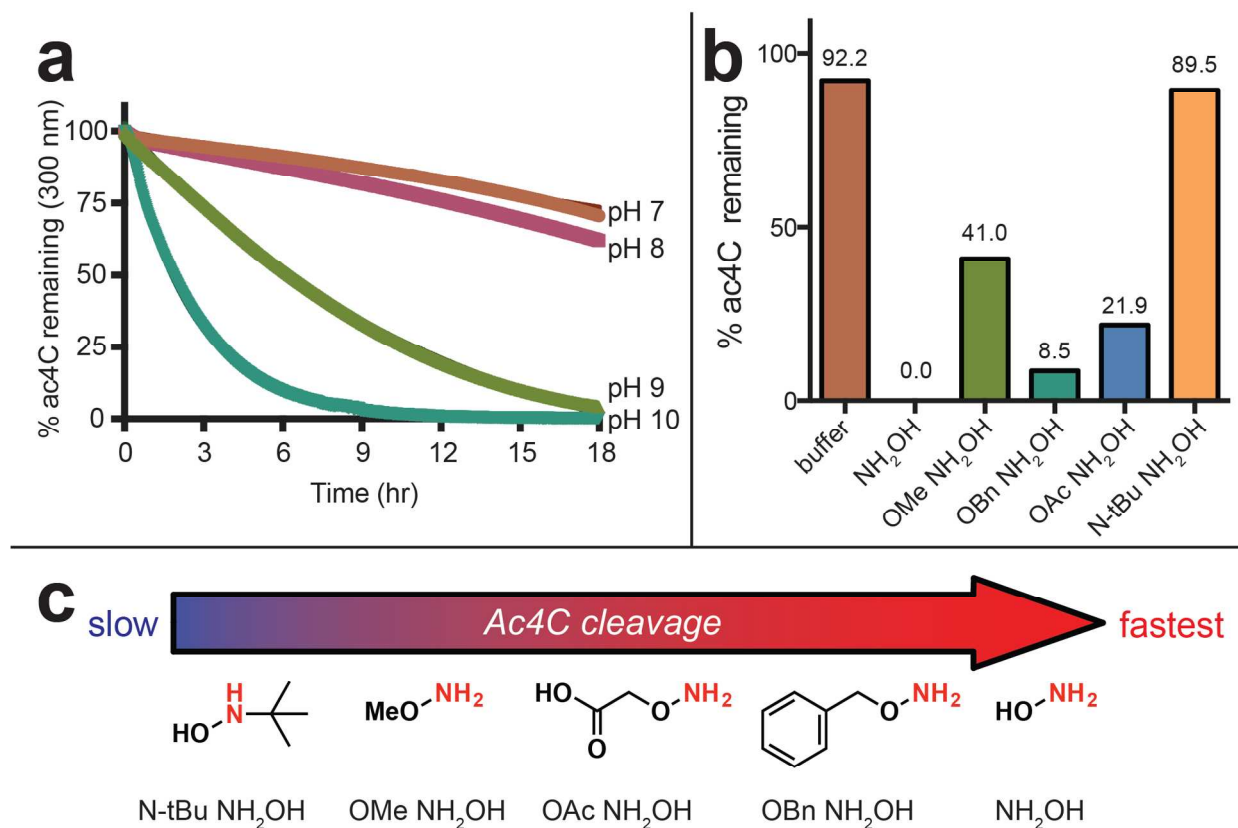 a
% ac4C remaining (300 nm)
100
75
50
25
0
0
3
6
9
12
15
18
Time (hr)
pH 7
pH 8
pH 9
pH 10
b
% ac4C remaining
100
50
0
92.2
0.0
41.0
8.5
21.9
89.5
buffer
NH₂OH
OMe NH₂OH
OBn NH₂OH
OAc NH₂OH
N-tBu NH₂OH
c
slow
Ac4C cleavage
fastest
H
N
HO
MeO
NH₂
HO
O
O
NH₂
O
NH₂
HO
NH₂
N-tBu NH₂OH
OMe NH₂OH
OAc NH₂OH
OBn NH₂OH
NH₂OH